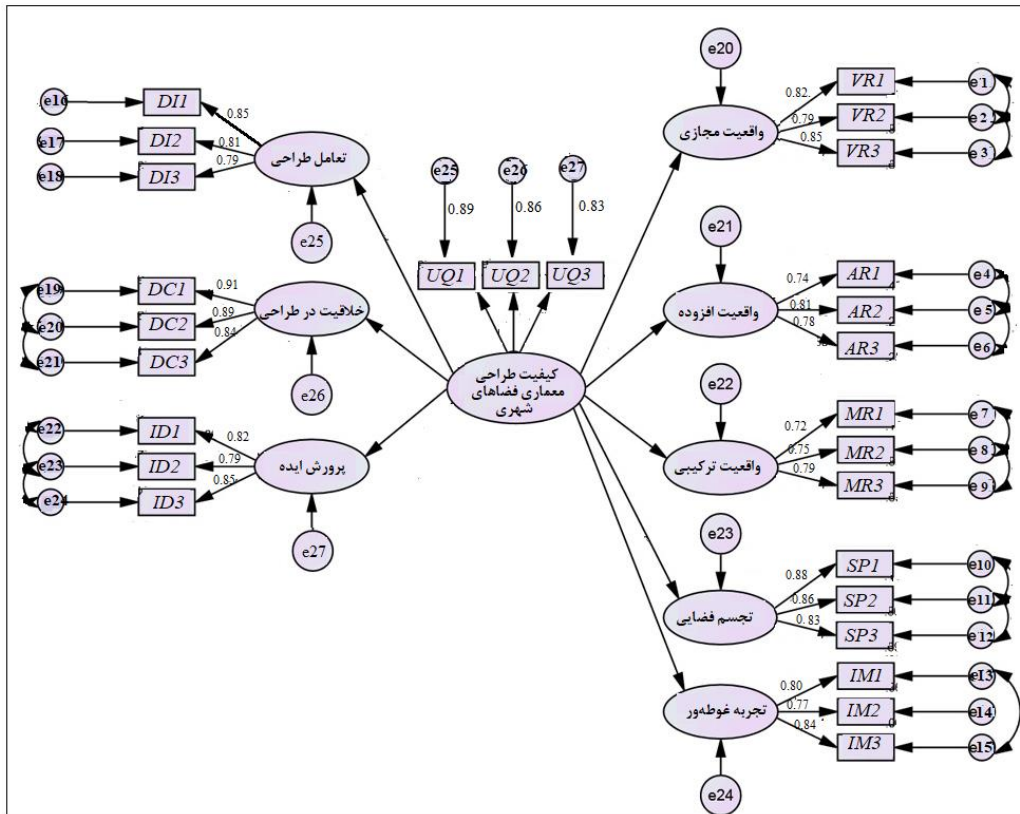 e20
e16
DI1
0.85
e17
DI2
0.81
e18
DI3
0.79
تعامل طراحی
e25
e19
DC1
0.91
e20
DC2
0.89
e21
DC3
0.84
خلاقیت در طراحی
e26
e22
ID1
0.82
e23
ID2
0.79
e24
ID3
0.85
پرورش ایده
e27
e25
e26
e27
0.89
0.86
0.83
UQ1
UQ2
UQ3
کیفیت طراحی
معماری فضاهای
شهری
واقعیت مجازی
0.82
VR1
e1
0.79
VR2
e2
0.85
VR3
e3
e21
واقعیت افزوده
0.74
AR1
e4
0.81
AR2
e5
0.78
AR3
e6
e22
واقعیت ترکیبی
0.72
MR1
e7
0.75
MR2
e8
0.79
MR3
e9
e23
تجسم فضایی
0.88
SP1
e10
0.86
SP2
e11
0.83
SP3
e12
تجربه غوطه‌ور
0.80
IM1
e13
0.77
IM2
e14
0.84
IM3
e15
e24